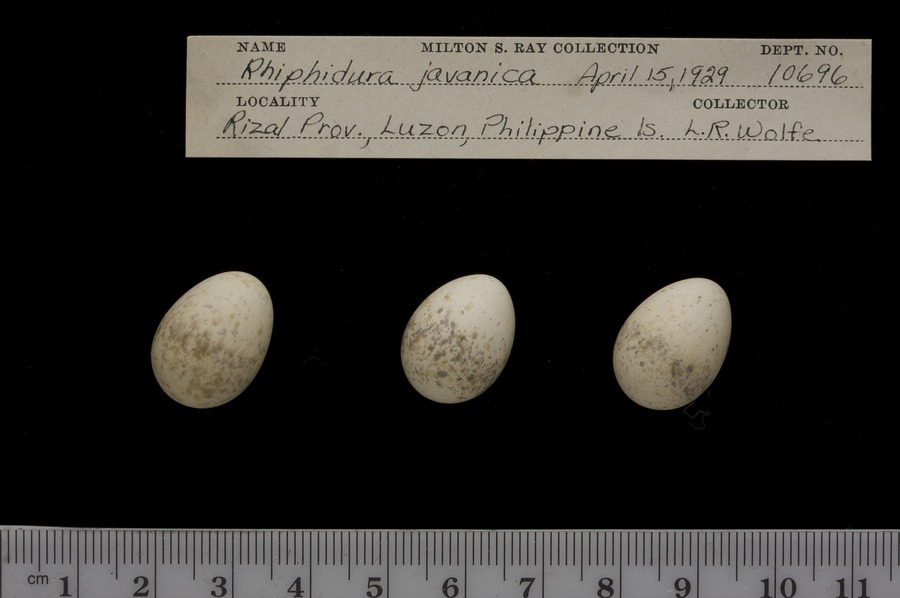 NAME MILTON S. RAY COLLECTION DEPT. NO.
Rhiphidura javanica April 15, 1929 10696
LOCALITY COLLECTOR
Rizal Prov., Luzon, Philippine Is. L.R. Wolfe
cm 1 2 3 4 5 6 7 8 9 10 11